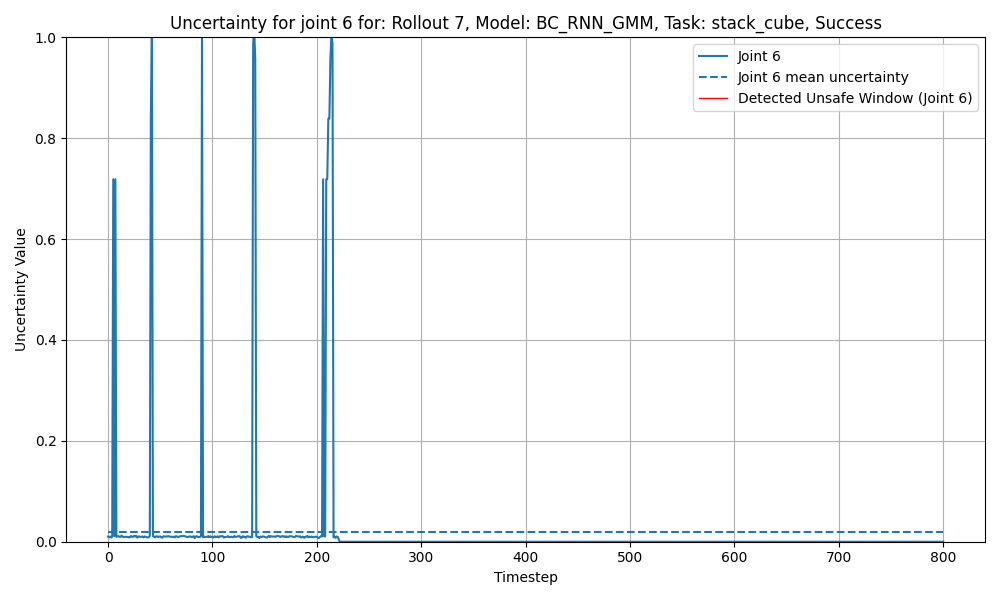 Uncertainty for joint 6 for: Rollout 7, Model: BC_RNN_GMM, Task: stack_cube, Success
Joint 6
Joint 6 mean uncertainty
Detected Unsafe Window (Joint 6)
Uncertainty Value
1.0
0.8
0.6
0.4
0.2
0.0
0 100 200 300 400 500 600 700 800
Timestep